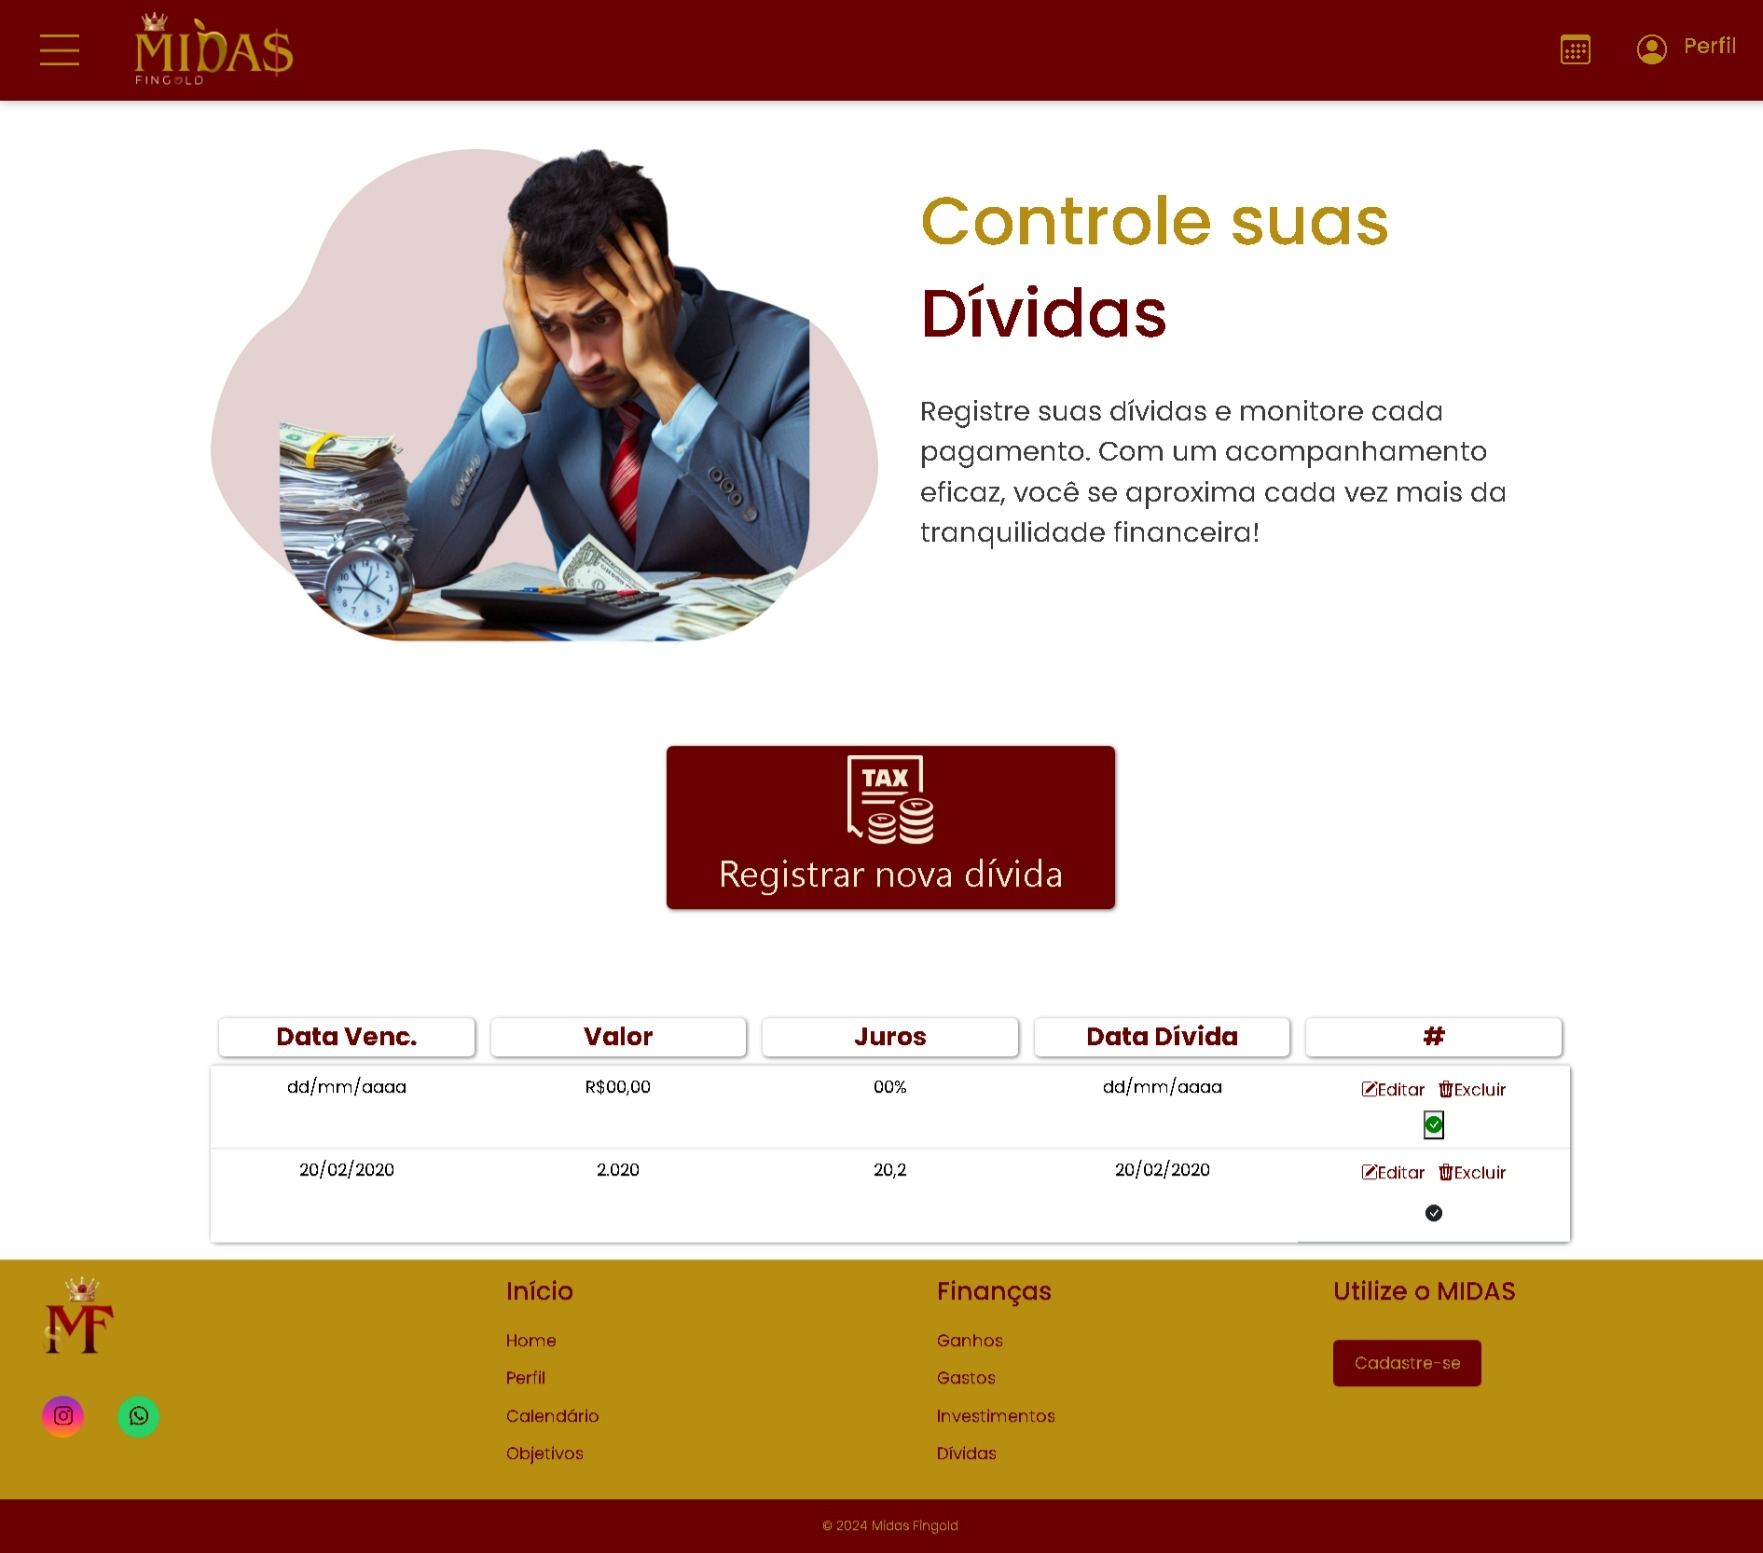 MIDAS
FINGOLD
Perfil
Controle suas
Dívidas
Registre suas dívidas e monitore cada
pagamento. Com um acompanhamento
eficaz, você se aproxima cada vez mais da
tranquilidade financeira!
TAX
Registrar nova dívida
Data Venc. Valor Juros Data Dívida #
dd/mm/aaaa R$00,00 00% dd/mm/aaaa Editar Excluir
20/02/2020 2.020 20,2 20/02/2020 Editar Excluir
MF
Início
Home
Perfil
Calendário
Objetivos
Finanças
Ganhos
Gastos
Investimentos
Dívidas
Utilize o MIDAS
Cadastre-se
© 2024 Midas Fingold